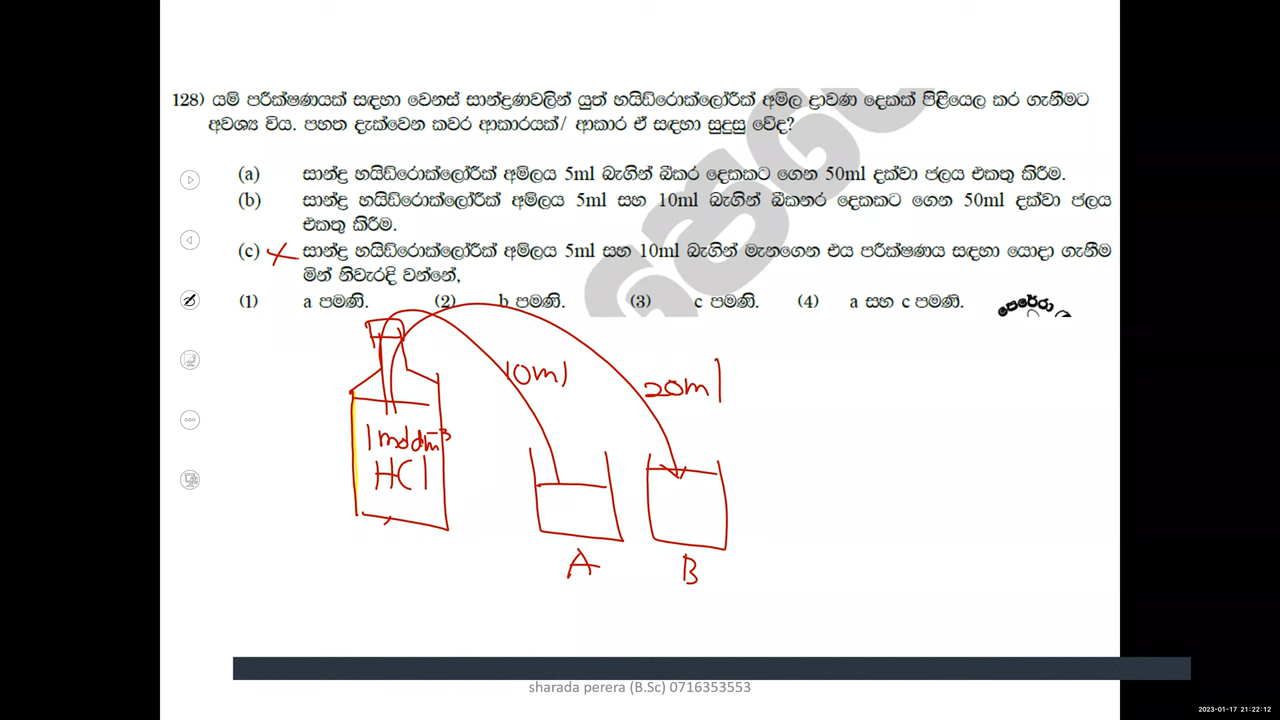 128) යම් පරීක්ෂණයක් සඳහා වෙනස් සාන්ද්‍රණවලින් යුත් හයිඩ්රොක්ලෝරික් අම්ල ද්‍රාවණ දෙකක් පිළියෙල කර ගැනීමට
අවශ්‍ය විය. පහත දැක්වෙන කවර ආකාරයක්/ ආකාර ඒ සඳහා සුදුසු වේද?
(a) සාන්ද්‍ර හයිඩ්රොක්ලෝරික් අම්ලය 5ml බැගින් බීකර දෙකකට ගෙන 50ml දක්වා ජලය එකතු කිරීම.
(b) සාන්ද්‍ර හයිඩ්රොක්ලෝරික් අම්ලය 5ml සහ 10ml බැගින් බීකනර දෙකකට ගෙන 50ml දක්වා ජලය
එකතු කිරීම.
(c) සාන්ද්‍ර හයිඩ්රොක්ලෝරික් අම්ලය 5ml සහ 10ml බැගින් මැනගෙන එය පරීක්ෂණය සඳහා යොදා ගැනීම
මින් නිවැරදි වන්නේ,
(1) a පමණි. (2) b පමණි. (3) c පමණි. (4) a සහ c පමණි.
පෙරේරා
10ml 20ml
1 moldm⁻³
HCl
A B
sharada perera (B.Sc) 0716353553
2023-01-17 21:22:12